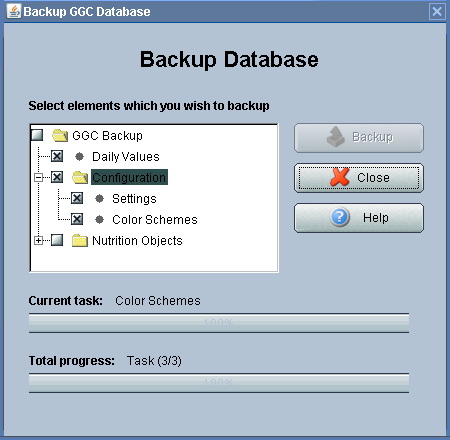 Backup GGC Database
Backup Database
Select elements which you wish to backup
GGC Backup
Daily Values
Configuration
Settings
Color Schemes
Nutrition Objects
Backup
Close
Help
Current task: Color Schemes
100%
Total progress: Task (3/3)
100%